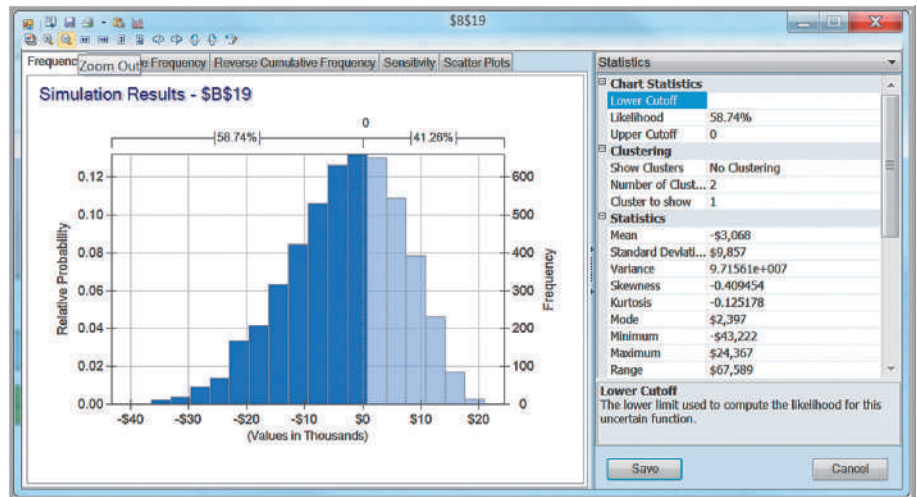 $B$19
Frequenc Zoom Out e Frequency Reverse Cumulative Frequency Sensitivity Scatter Plots
Simulation Results - $B$19
0
58.74% 41.26%
0.12
0.10
0.08
0.06
0.04
0.02
0.00
Relative Probability
600
500
400
300
200
100
0
Frequency
-$40 -$30 -$20 -$10 $0 $10 $20
(Values in Thousands)
Statistics
Chart Statistics
Lower Cutoff
Likelihood 58.74%
Upper Cutoff 0
Clustering
Show Clusters No Clustering
Number of Clust... 2
Cluster to show 1
Statistics
Mean -$3,068
Standard Deviati... $9,857
Variance 9.71561e+007
Skewness -0.409454
Kurtosis -0.125178
Mode $2,397
Minimum -$43,222
Maximum $24,367
Range $67,589
Lower Cutoff
The lower limit used to compute the likelihood for this
uncertain function.
Save Cancel